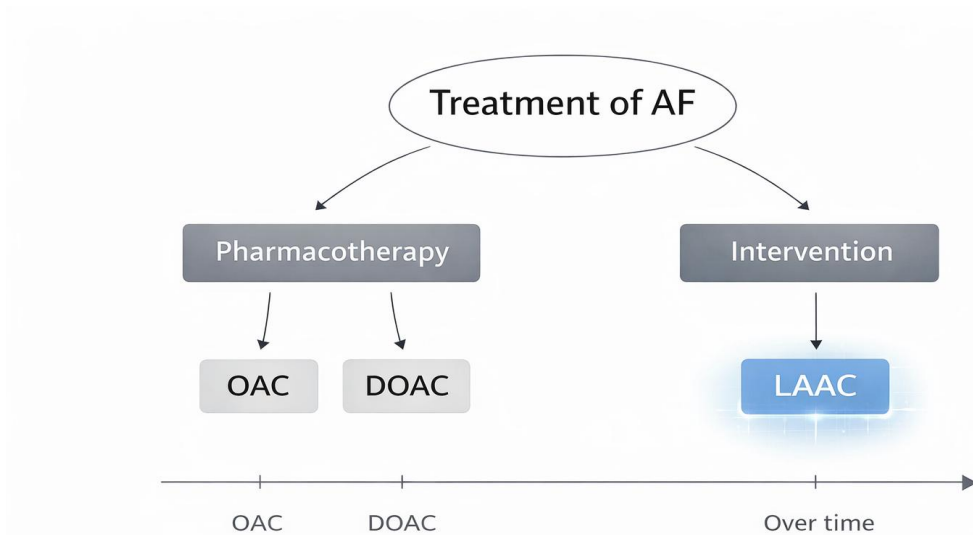 Treatment of AF
Pharmacotherapy
Intervention
OAC
DOAC
LAAC
OAC
DOAC
Over time